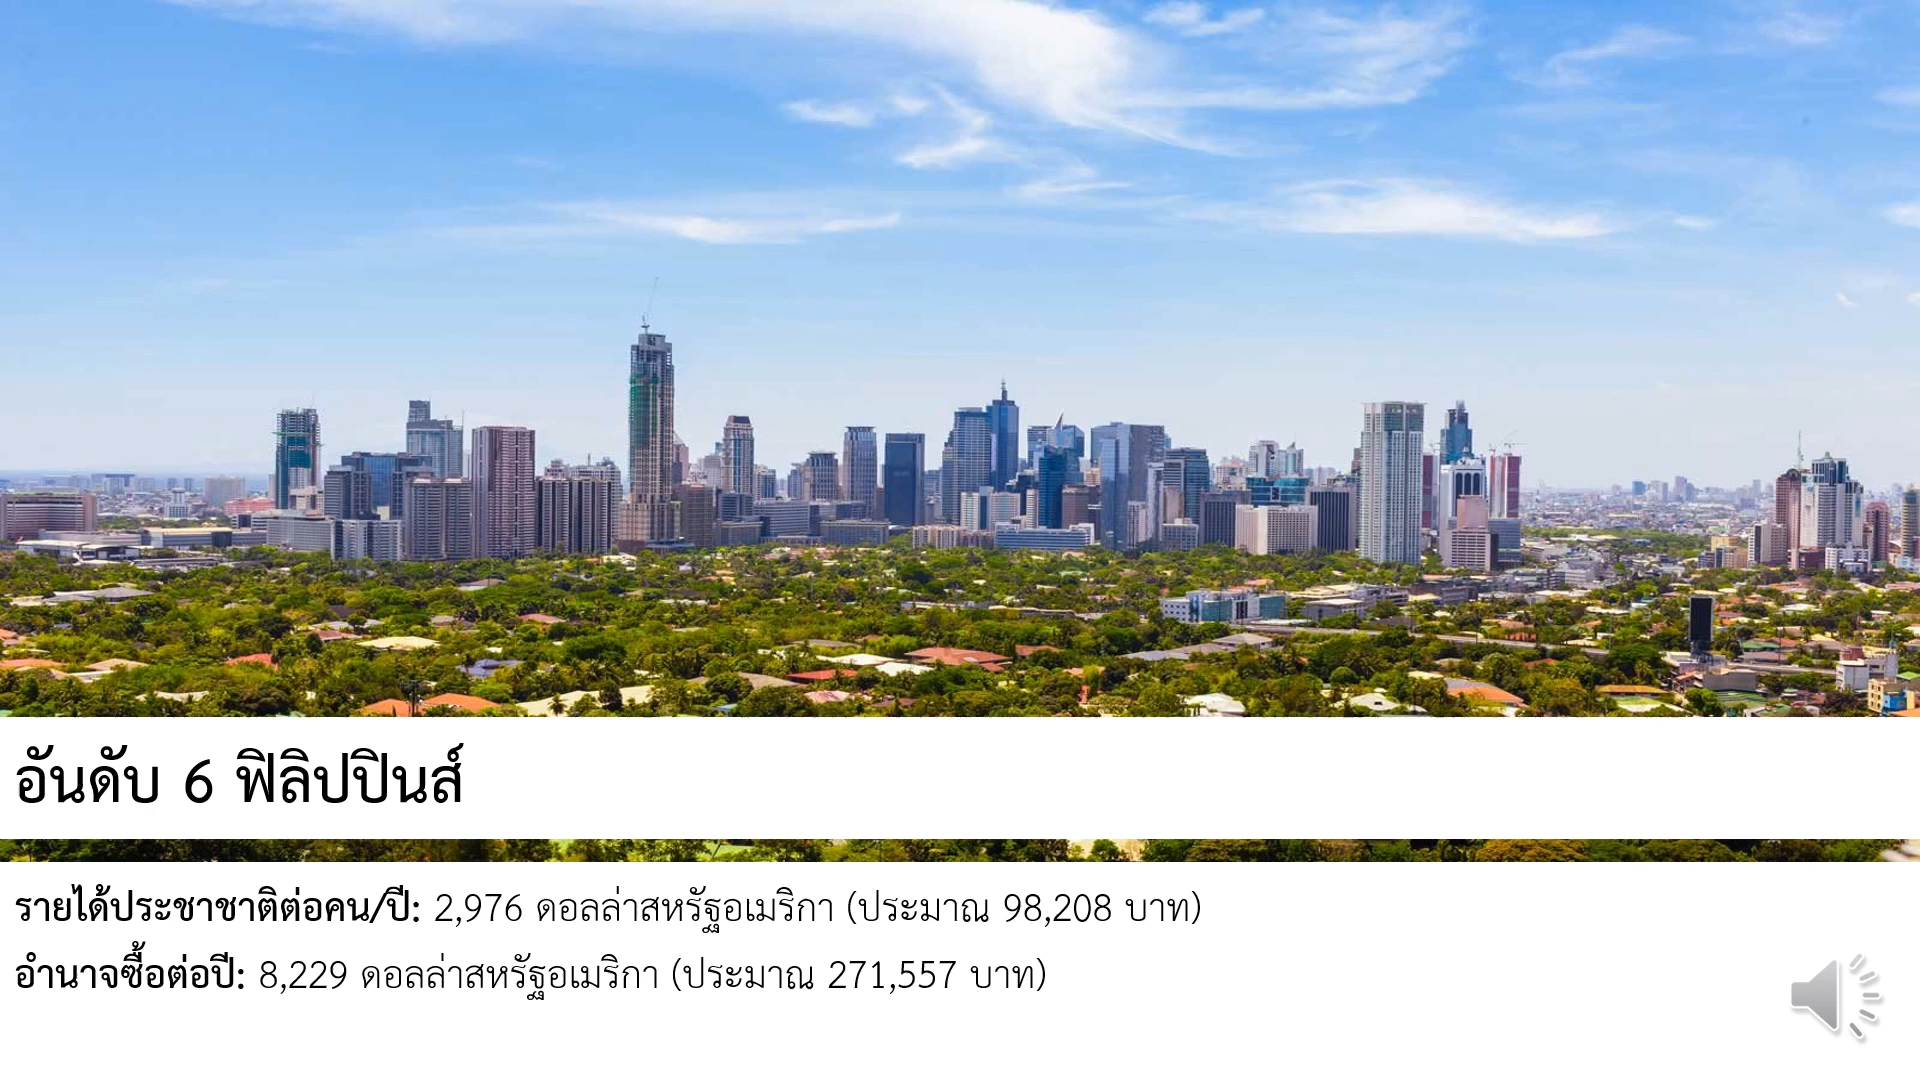 อันดับ 6 ฟิลิปปินส์
รายได้ประชาชาติต่อคน/ปี: 2,976 ดอลล่าสหรัฐอเมริกา (ประมาณ 98,208 บาท)
อำนาจซื้อต่อปี: 8,229 ดอลล่าสหรัฐอเมริกา (ประมาณ 271,557 บาท)